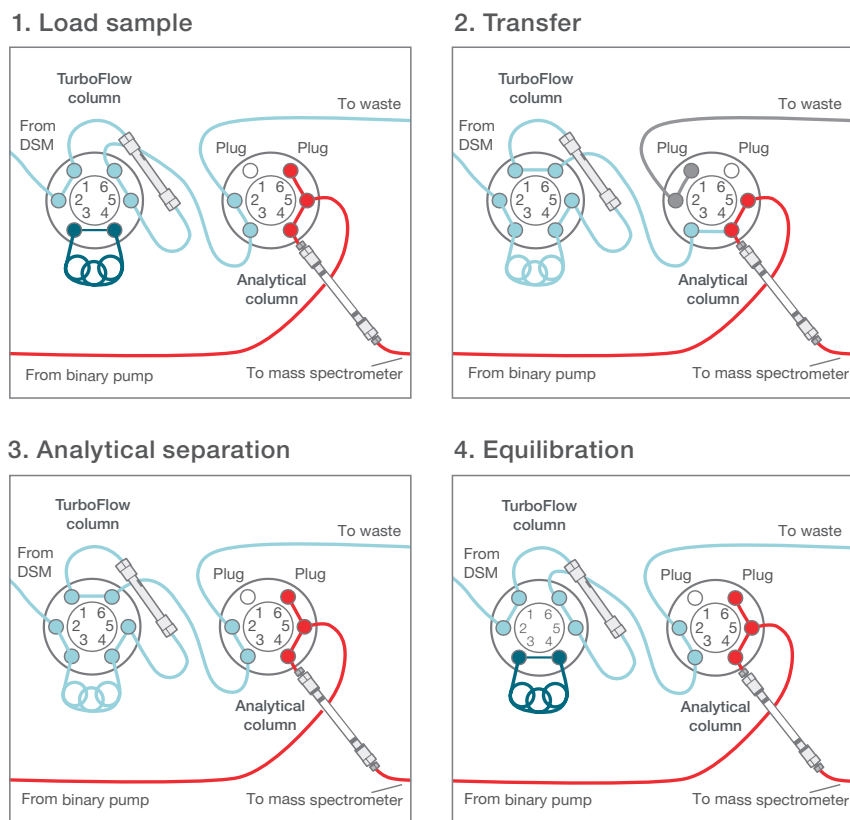 1. Load sample
TurboFlow
column
From
DSM
To waste
Plug
Plug
1 6
2 5
3 4
1 6
2 5
3 4
Analytical
column
From binary pump
To mass spectrometer
2. Transfer
TurboFlow
column
From
DSM
To waste
Plug
Plug
1 6
2 5
3 4
1 6
2 5
3 4
Analytical
column
From binary pump
To mass spectrometer
3. Analytical separation
TurboFlow
column
From
DSM
To waste
Plug
Plug
1 6
2 5
3 4
1 6
2 5
3 4
Analytical
column
From binary pump
To mass spectrometer
4. Equilibration
TurboFlow
column
From
DSM
To waste
Plug
Plug
1 6
2 5
3 4
1 6
2 5
3 4
Analytical
column
From binary pump
To mass spectrometer